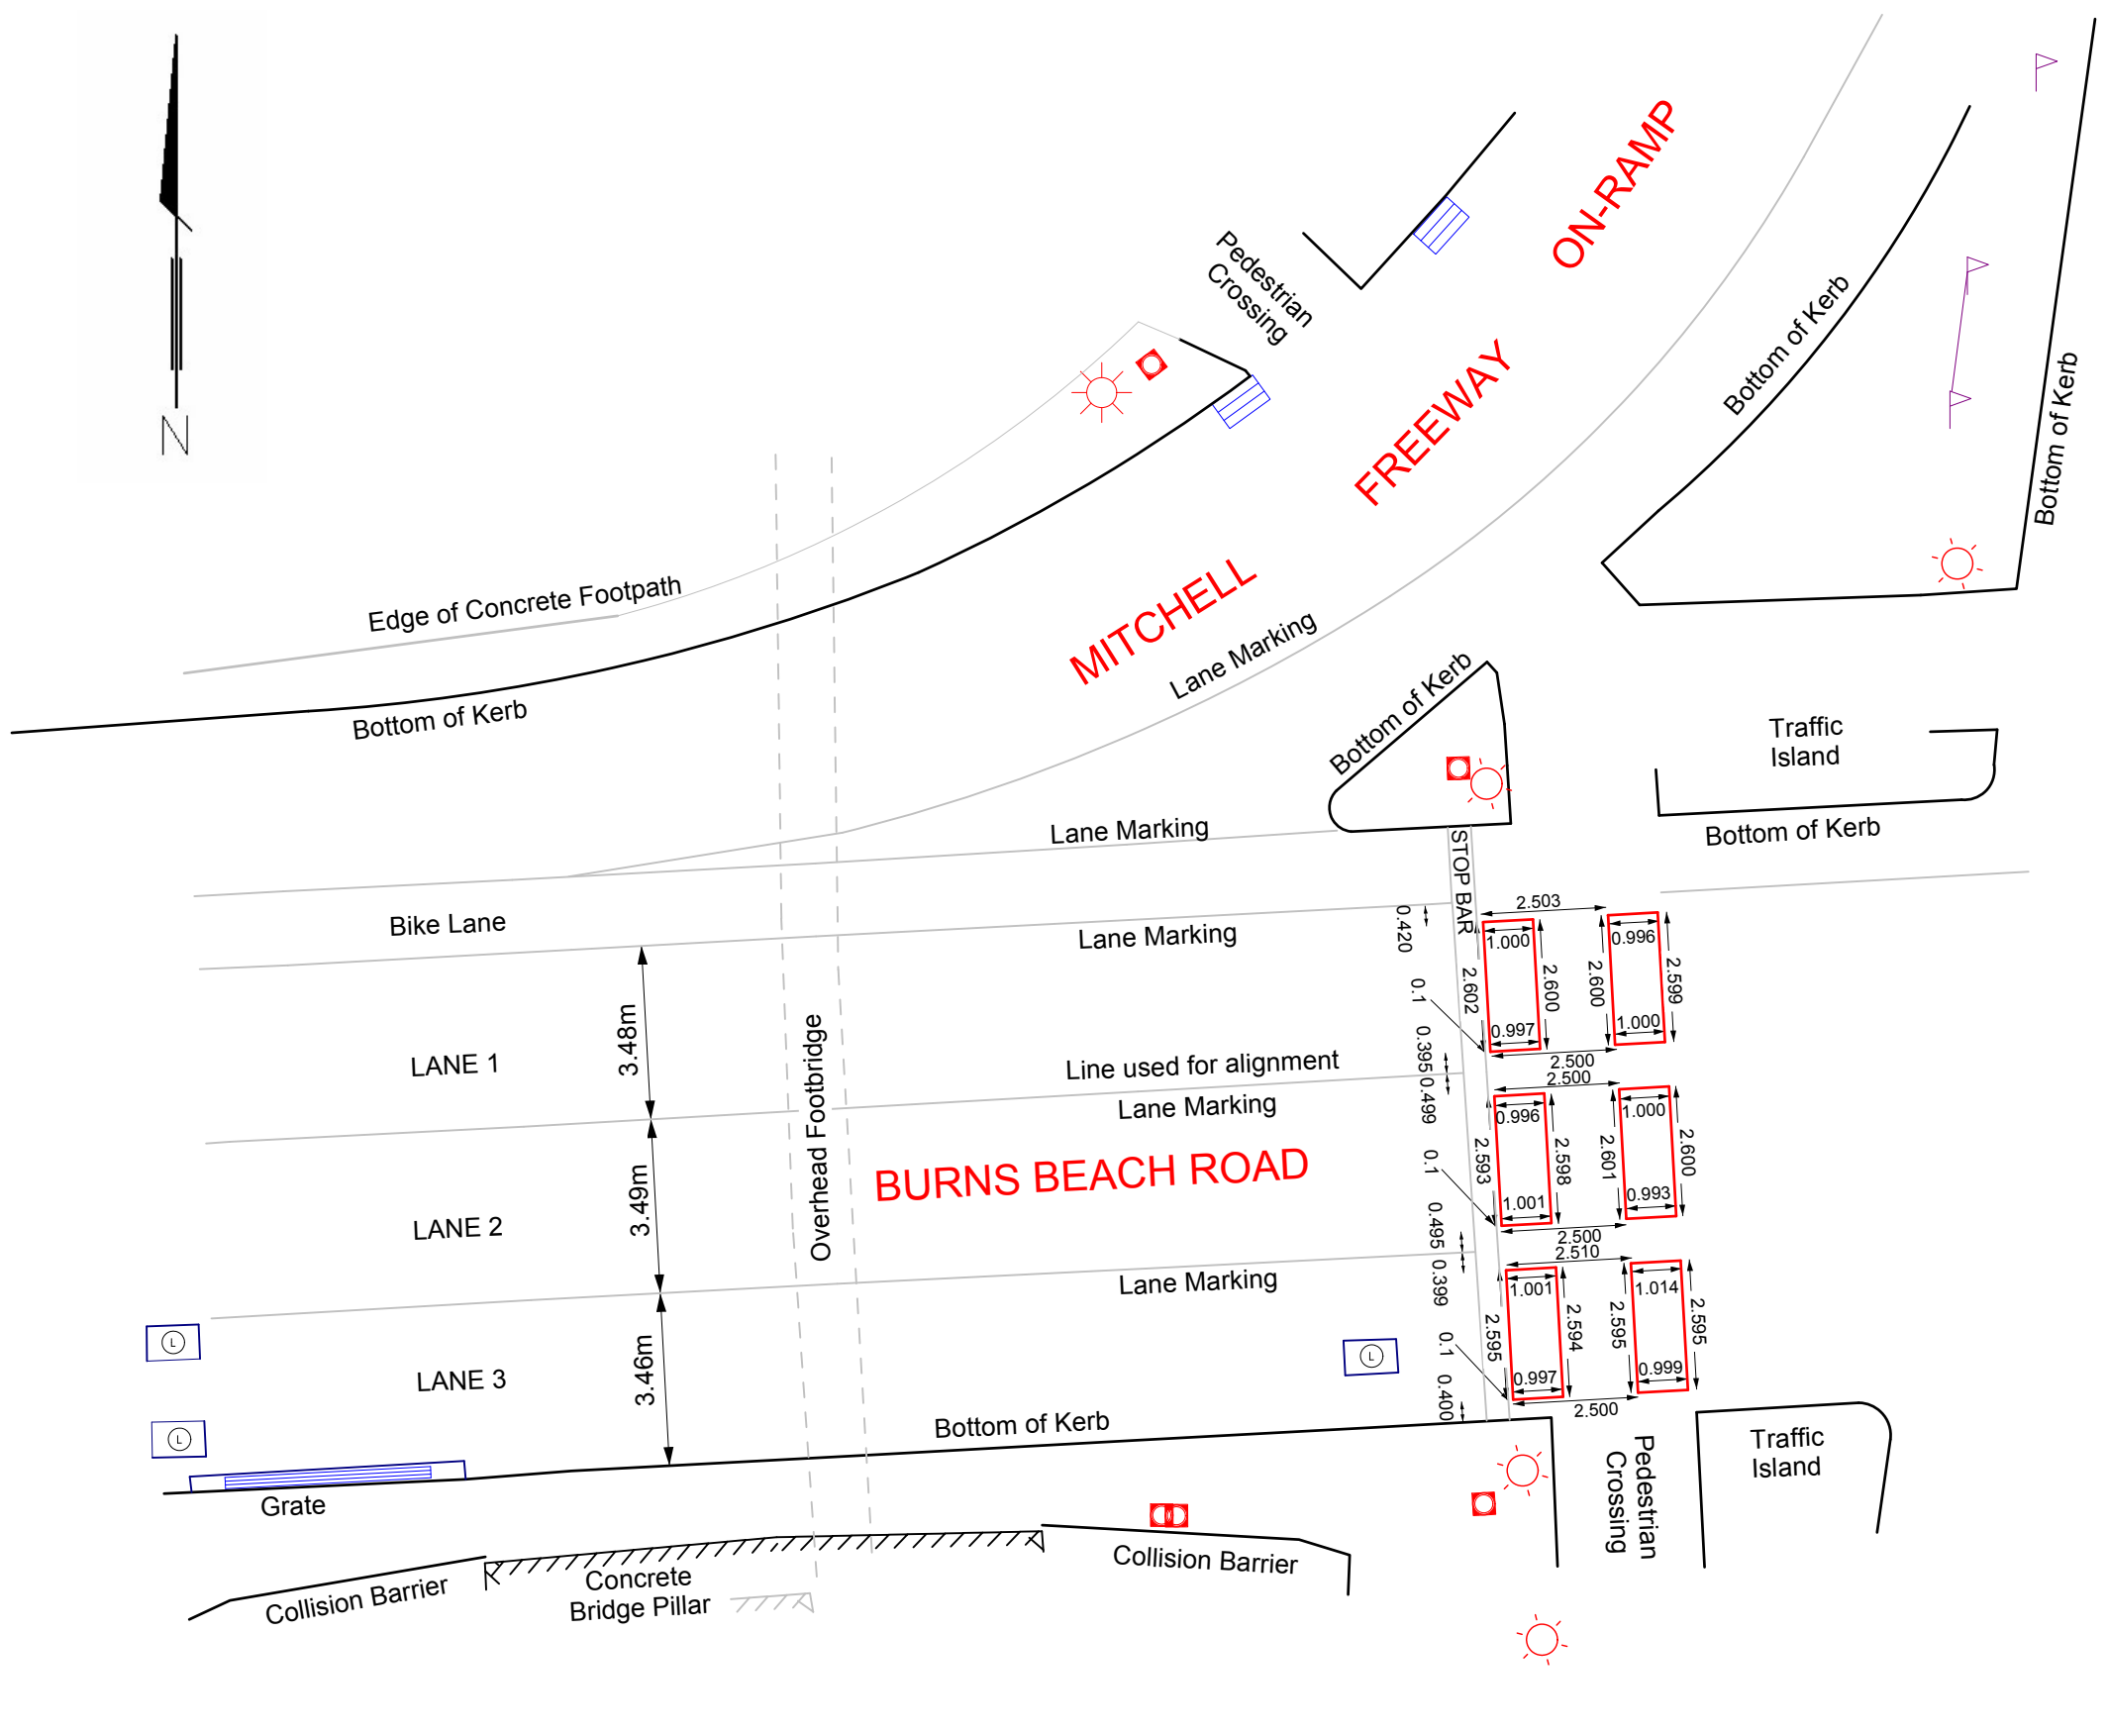 N
ON-RAMP
Pedestrian
Crossing
FREEWAY
Bottom of Kerb
Bottom of Kerb
Edge of Concrete Footpath
MITCHELL
Lane Marking
Bottom of Kerb
Bottom of Kerb
Traffic
Island
Bottom of Kerb
Lane Marking
STOP BAR
Bike Lane
Lane Marking
0.420
2.503
1.000
0.996
2.602
2.600
2.600
2.599
0.1
0.997
1.000
2.500
3.48m
LANE 1
Overhead Footbridge
Line used for alignment
Lane Marking
0.395
0.499
2.500
0.996
1.000
2.593
2.598
2.601
2.600
0.1
1.001
0.993
2.500
BURNS BEACH ROAD
3.49m
LANE 2
Lane Marking
0.495
0.399
2.510
1.001
1.014
2.595
2.594
2.595
2.595
0.1
0.997
0.999
2.500
0.400
L
L
L
3.46m
LANE 3
Bottom of Kerb
Grate
Pedestrian
Crossing
Traffic
Island
Collision Barrier
Concrete
Bridge Pillar
Collision Barrier